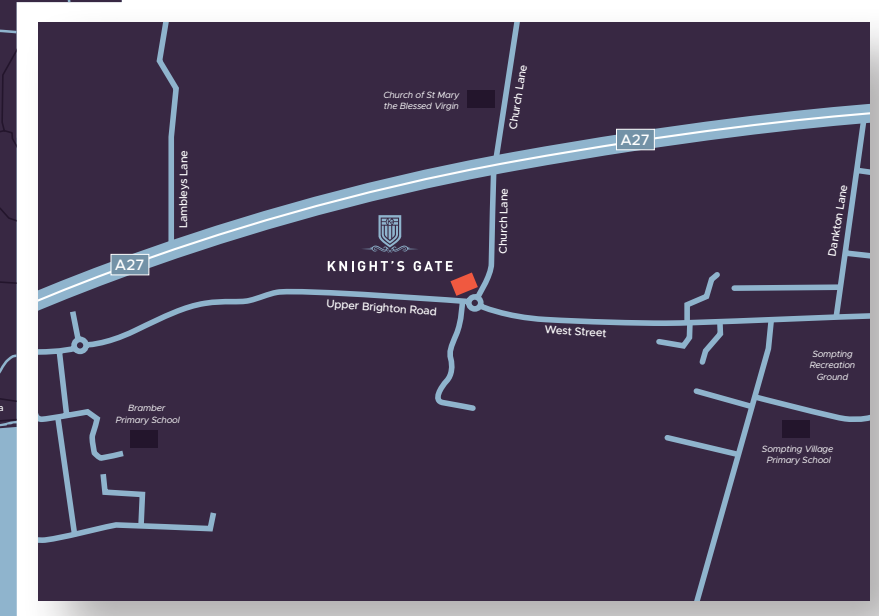 Church Lane
Church of St Mary
the Blessed Virgin
A27
Lambleys Lane
Church Lane
Dankton Lane
A27
KNIGHT'S GATE
Upper Brighton Road
West Street
Sompting
Recreation
Ground
a
Bramber
Primary School
Sompting Village
Primary School